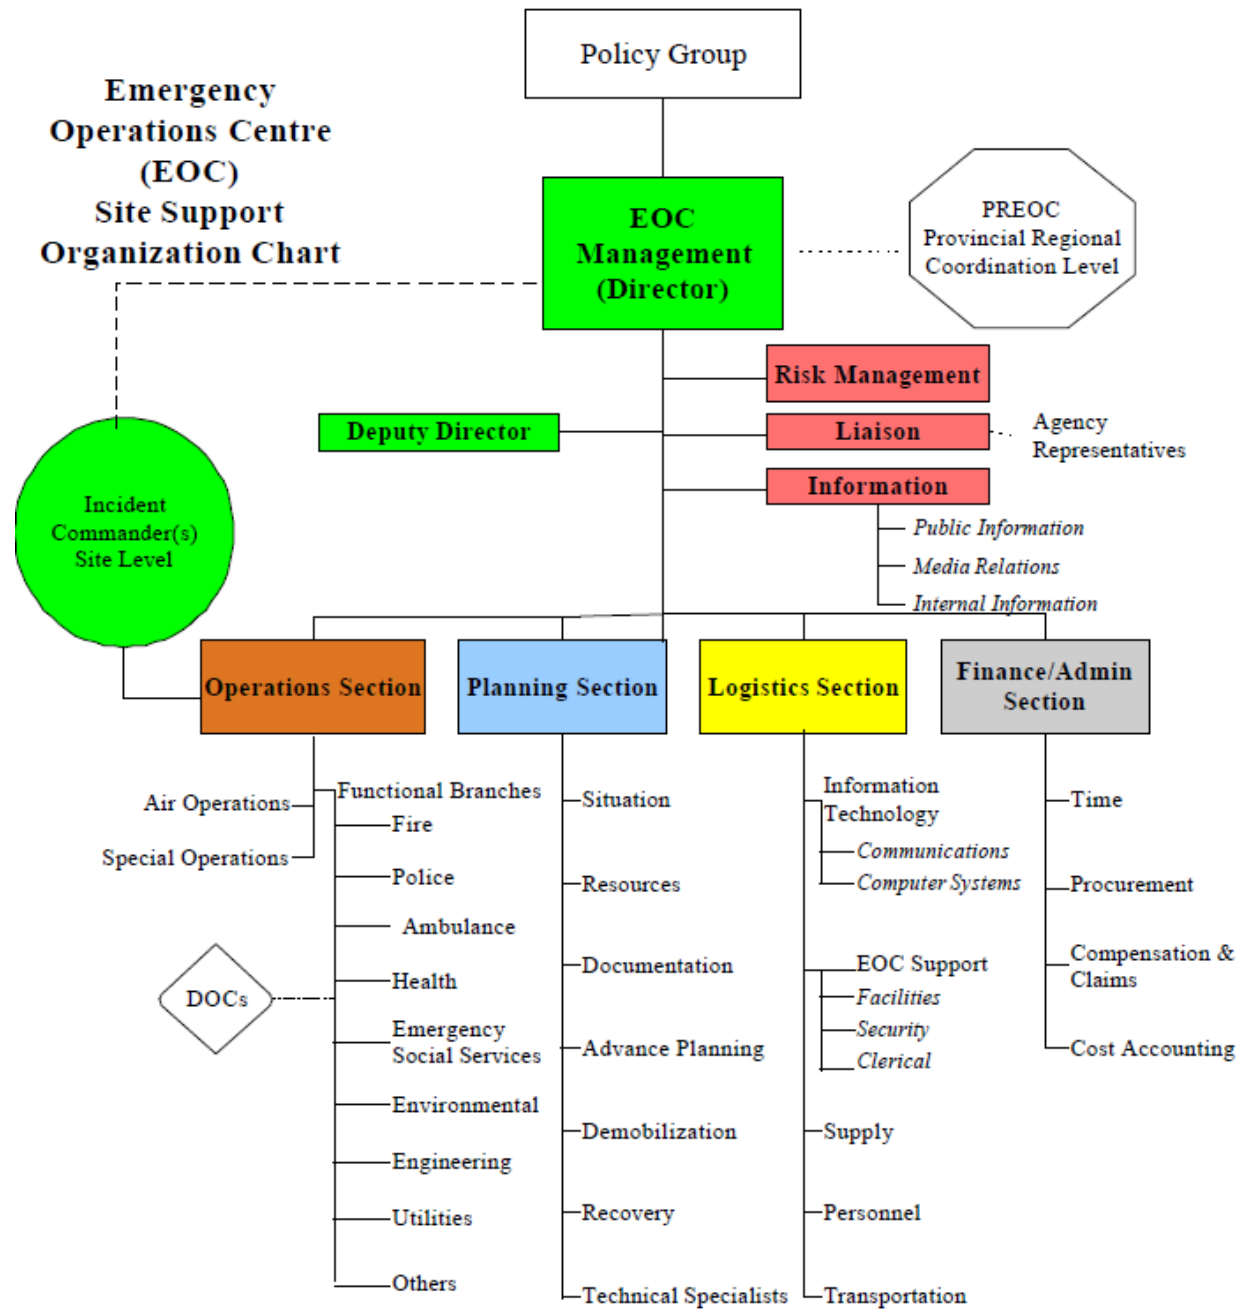 Policy Group
Emergency
Operations Centre
(EOC)
Site Support
Organization Chart
EOC
Management
(Director)
PREOC
Provincial Regional
Coordination Level
Risk Management
Deputy Director
Liaison
Agency
Representatives
Information
Public Information
Media Relations
Internal Information
Incident
Commander(s)
Site Level
Operations Section
Planning Section
Logistics Section
Finance/Admin
Section
Air Operations
Special Operations
Functional Branches
Fire
Police
Ambulance
Health
Emergency
Social Services
Environmental
Engineering
Utilities
Others
DOCs
Situation
Resources
Documentation
Advance Planning
Demobilization
Recovery
Technical Specialists
Information
Technology
Communications
Computer Systems
EOC Support
Facilities
Security
Clerical
Supply
Personnel
Transportation
Time
Procurement
Compensation &
Claims
Cost Accounting